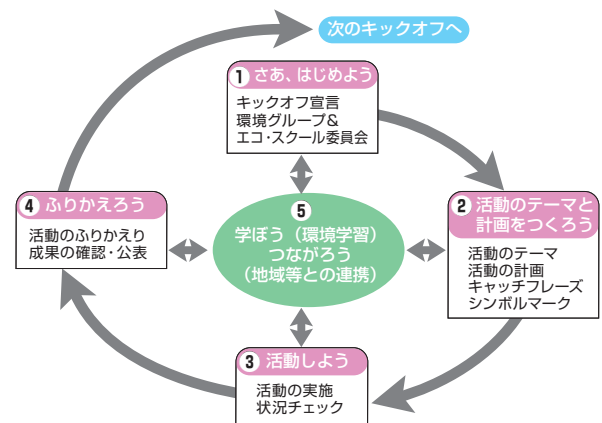 次のキックオフへ
1 さあ、はじめよう
キックオフ宣言
環境グループ&
エコ・スクール委員会
2 活動のテーマと
計画をつくろう
活動のテーマ
活動の計画
キャッチフレーズ
シンボルマーク
3 活動しよう
活動の実施
状況チェック
4 ふりかえろう
活動のふりかえり
成果の確認・公表
5
学ぼう（環境学習）
つながろう
（地域等との連携）